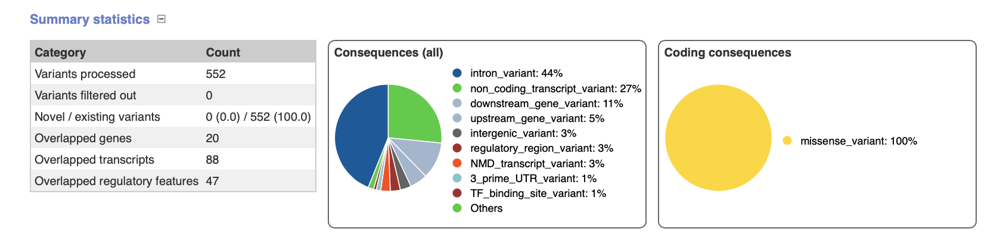 Summary statistics
Category Count
Variants processed 552
Variants filtered out 0
Novel / existing variants 0 (0.0) / 552 (100.0)
Overlapped genes 20
Overlapped transcripts 88
Overlapped regulatory features 47
Consequences (all)
intron_variant: 44%
non_coding_transcript_variant: 27%
downstream_gene_variant: 11%
upstream_gene_variant: 5%
intergenic_variant: 3%
regulatory_region_variant: 3%
NMD_transcript_variant: 3%
3_prime_UTR_variant: 1%
TF_binding_site_variant: 1%
Others
Coding consequences
missense_variant: 100%